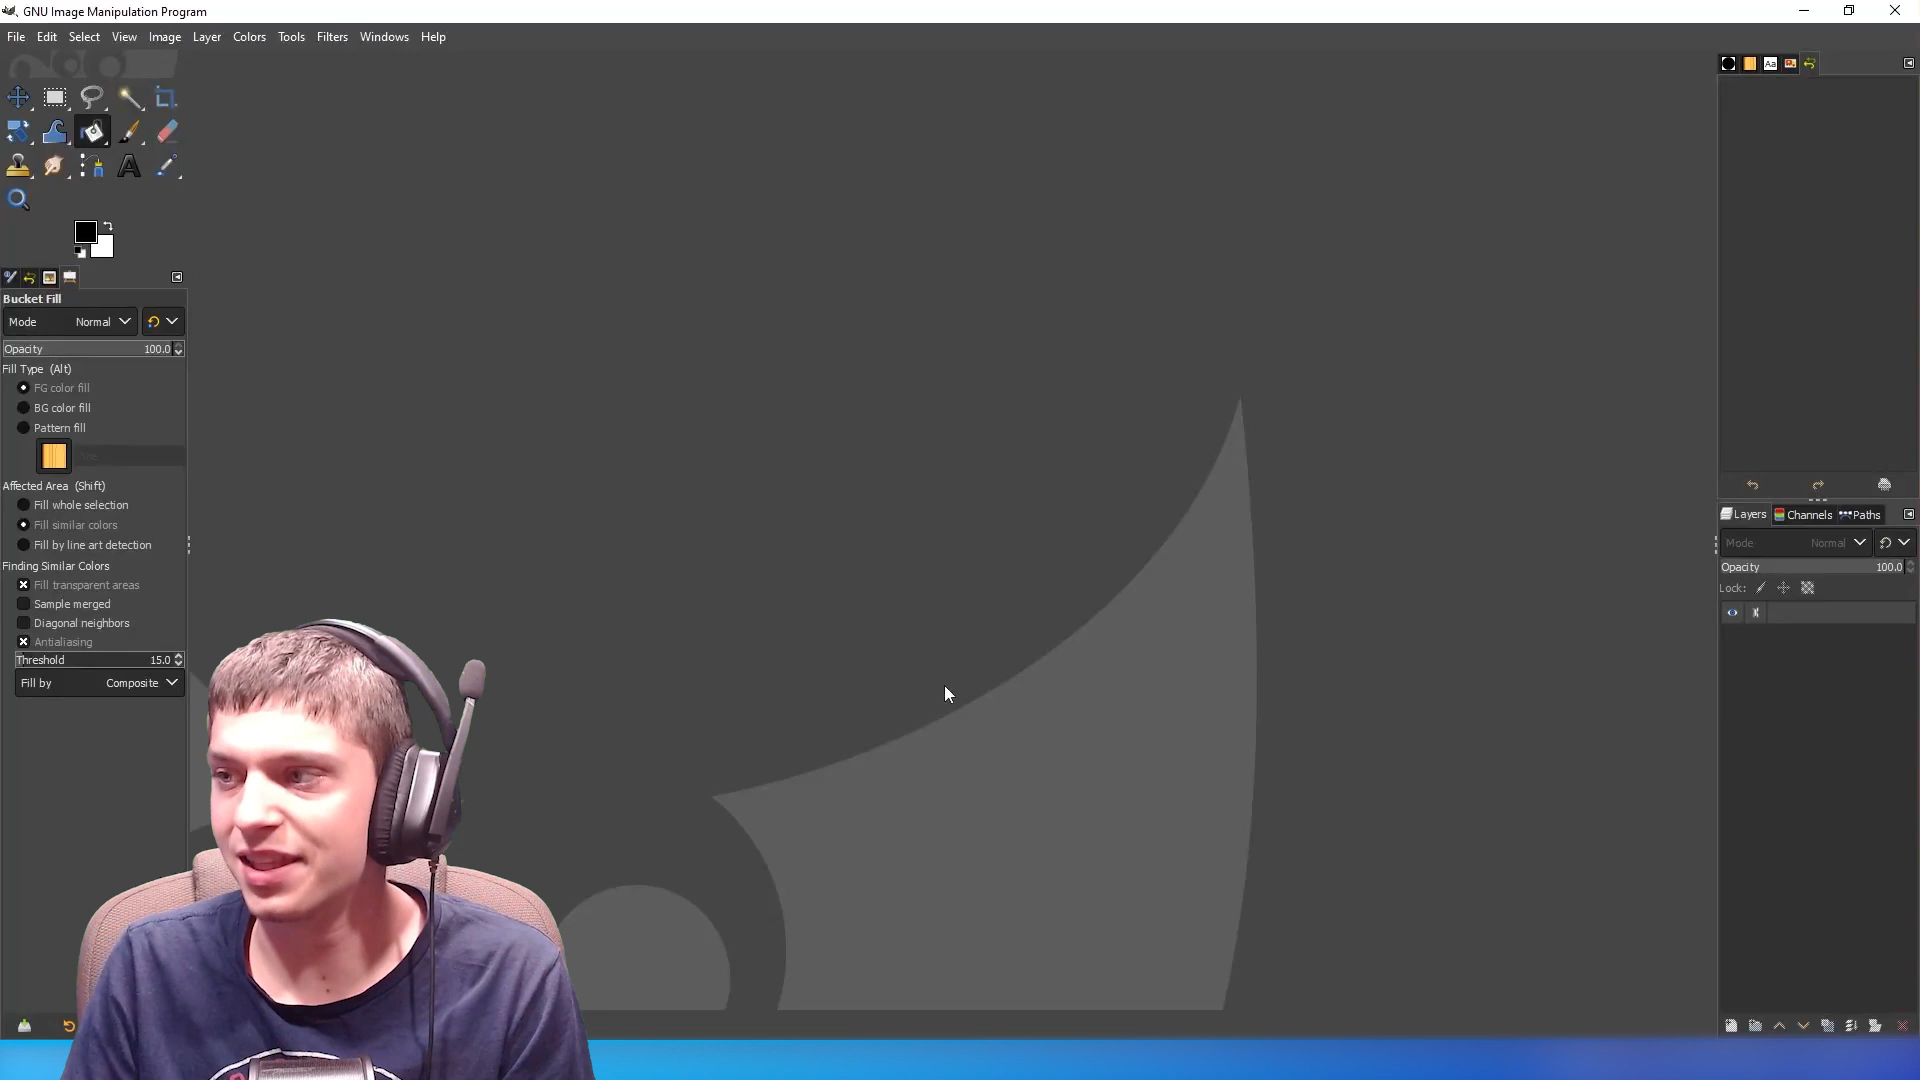 GNU Image Manipulation Program
File Edit Select View Image Layer Colors Tools Filters Windows Help
Aa
Bucket Fill
Mode Normal
Opacity 100.0
Fill Type (Alt)
FG color fill
BG color fill
Pattern fill
Affected Area (Shift)
Fill whole selection
Fill similar colors
Fill by line art detection
Finding Similar Colors
Fill transparent areas
Sample merged
Diagonal neighbors
Antialiasing
Threshold 15.0
Fill by Composite
Layers Channels Paths
Mode Normal
Opacity 100.0
Lock: